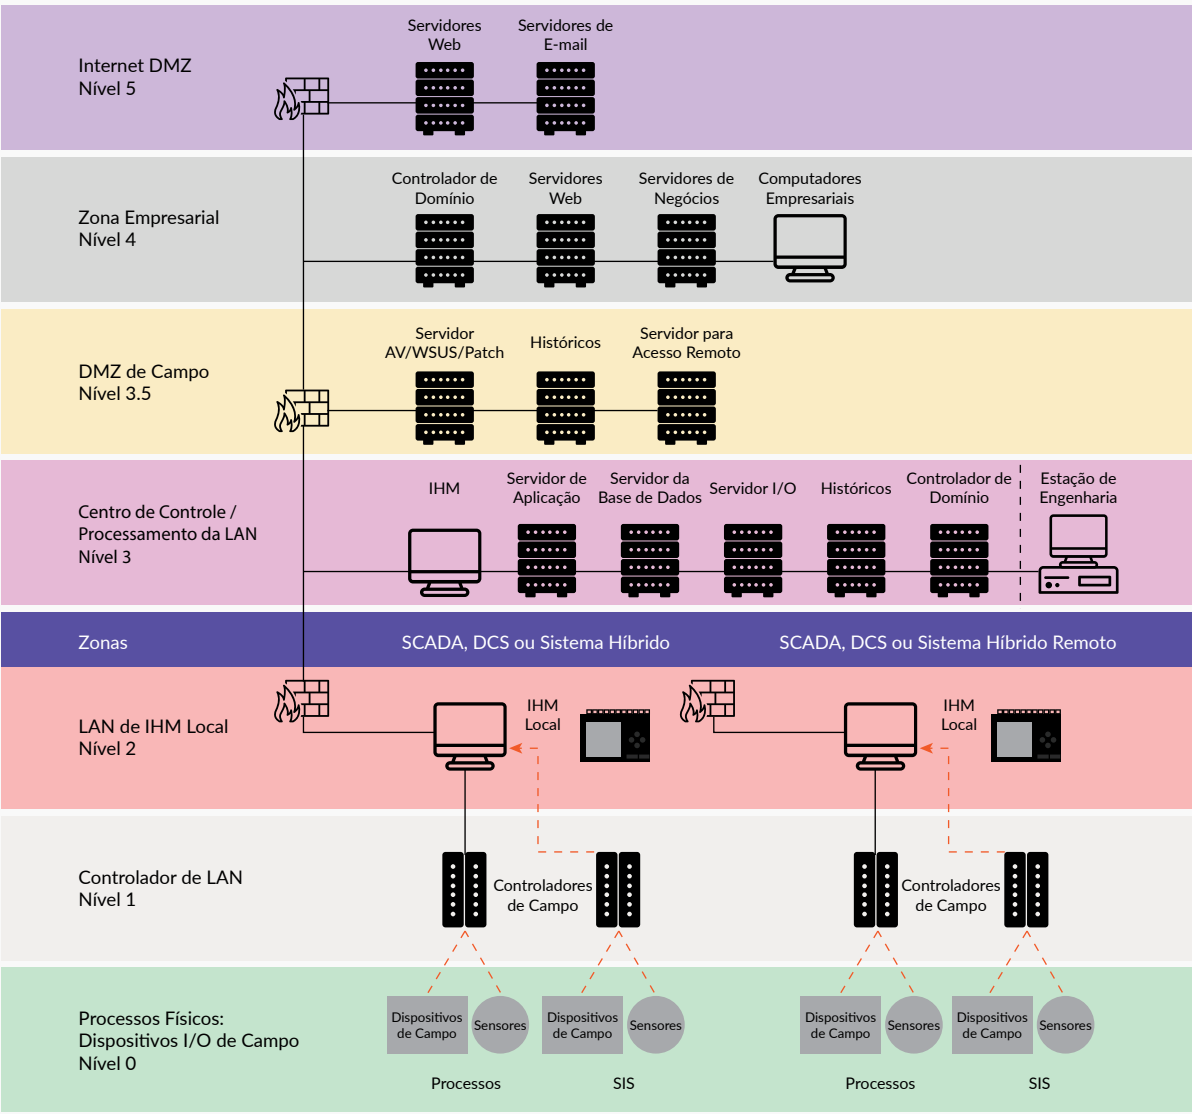 Servidores
Web
Servidores de
E-mail
Internet DMZ
Nível 5
Controlador de
Domínio
Servidores
Web
Servidores de
Negócios
Computadores
Empresariais
Zona Empresarial
Nível 4
Servidor
AV/WSUS/Patch
Históricos
Servidor para
Acesso Remoto
DMZ de Campo
Nível 3.5
IHM
Servidor de
Aplicação
Servidor da
Base de Dados
Servidor I/O
Históricos
Controlador de
Domínio
Estação de
Engenharia
Centro de Controle /
Processamento da LAN
Nível 3
Zonas
SCADA, DCS ou Sistema Híbrido
SCADA, DCS ou Sistema Híbrido Remoto
LAN de IHM Local
Nível 2
IHM
Local
IHM
Local
Controlador de LAN
Nível 1
Controladores
de Campo
Controladores
de Campo
Processos Físicos:
Dispositivos I/O de Campo
Nível 0
Dispositivos
de Campo
Sensores
Dispositivos
de Campo
Sensores
Dispositivos
de Campo
Sensores
Dispositivos
de Campo
Sensores
Processos
SIS
Processos
SIS